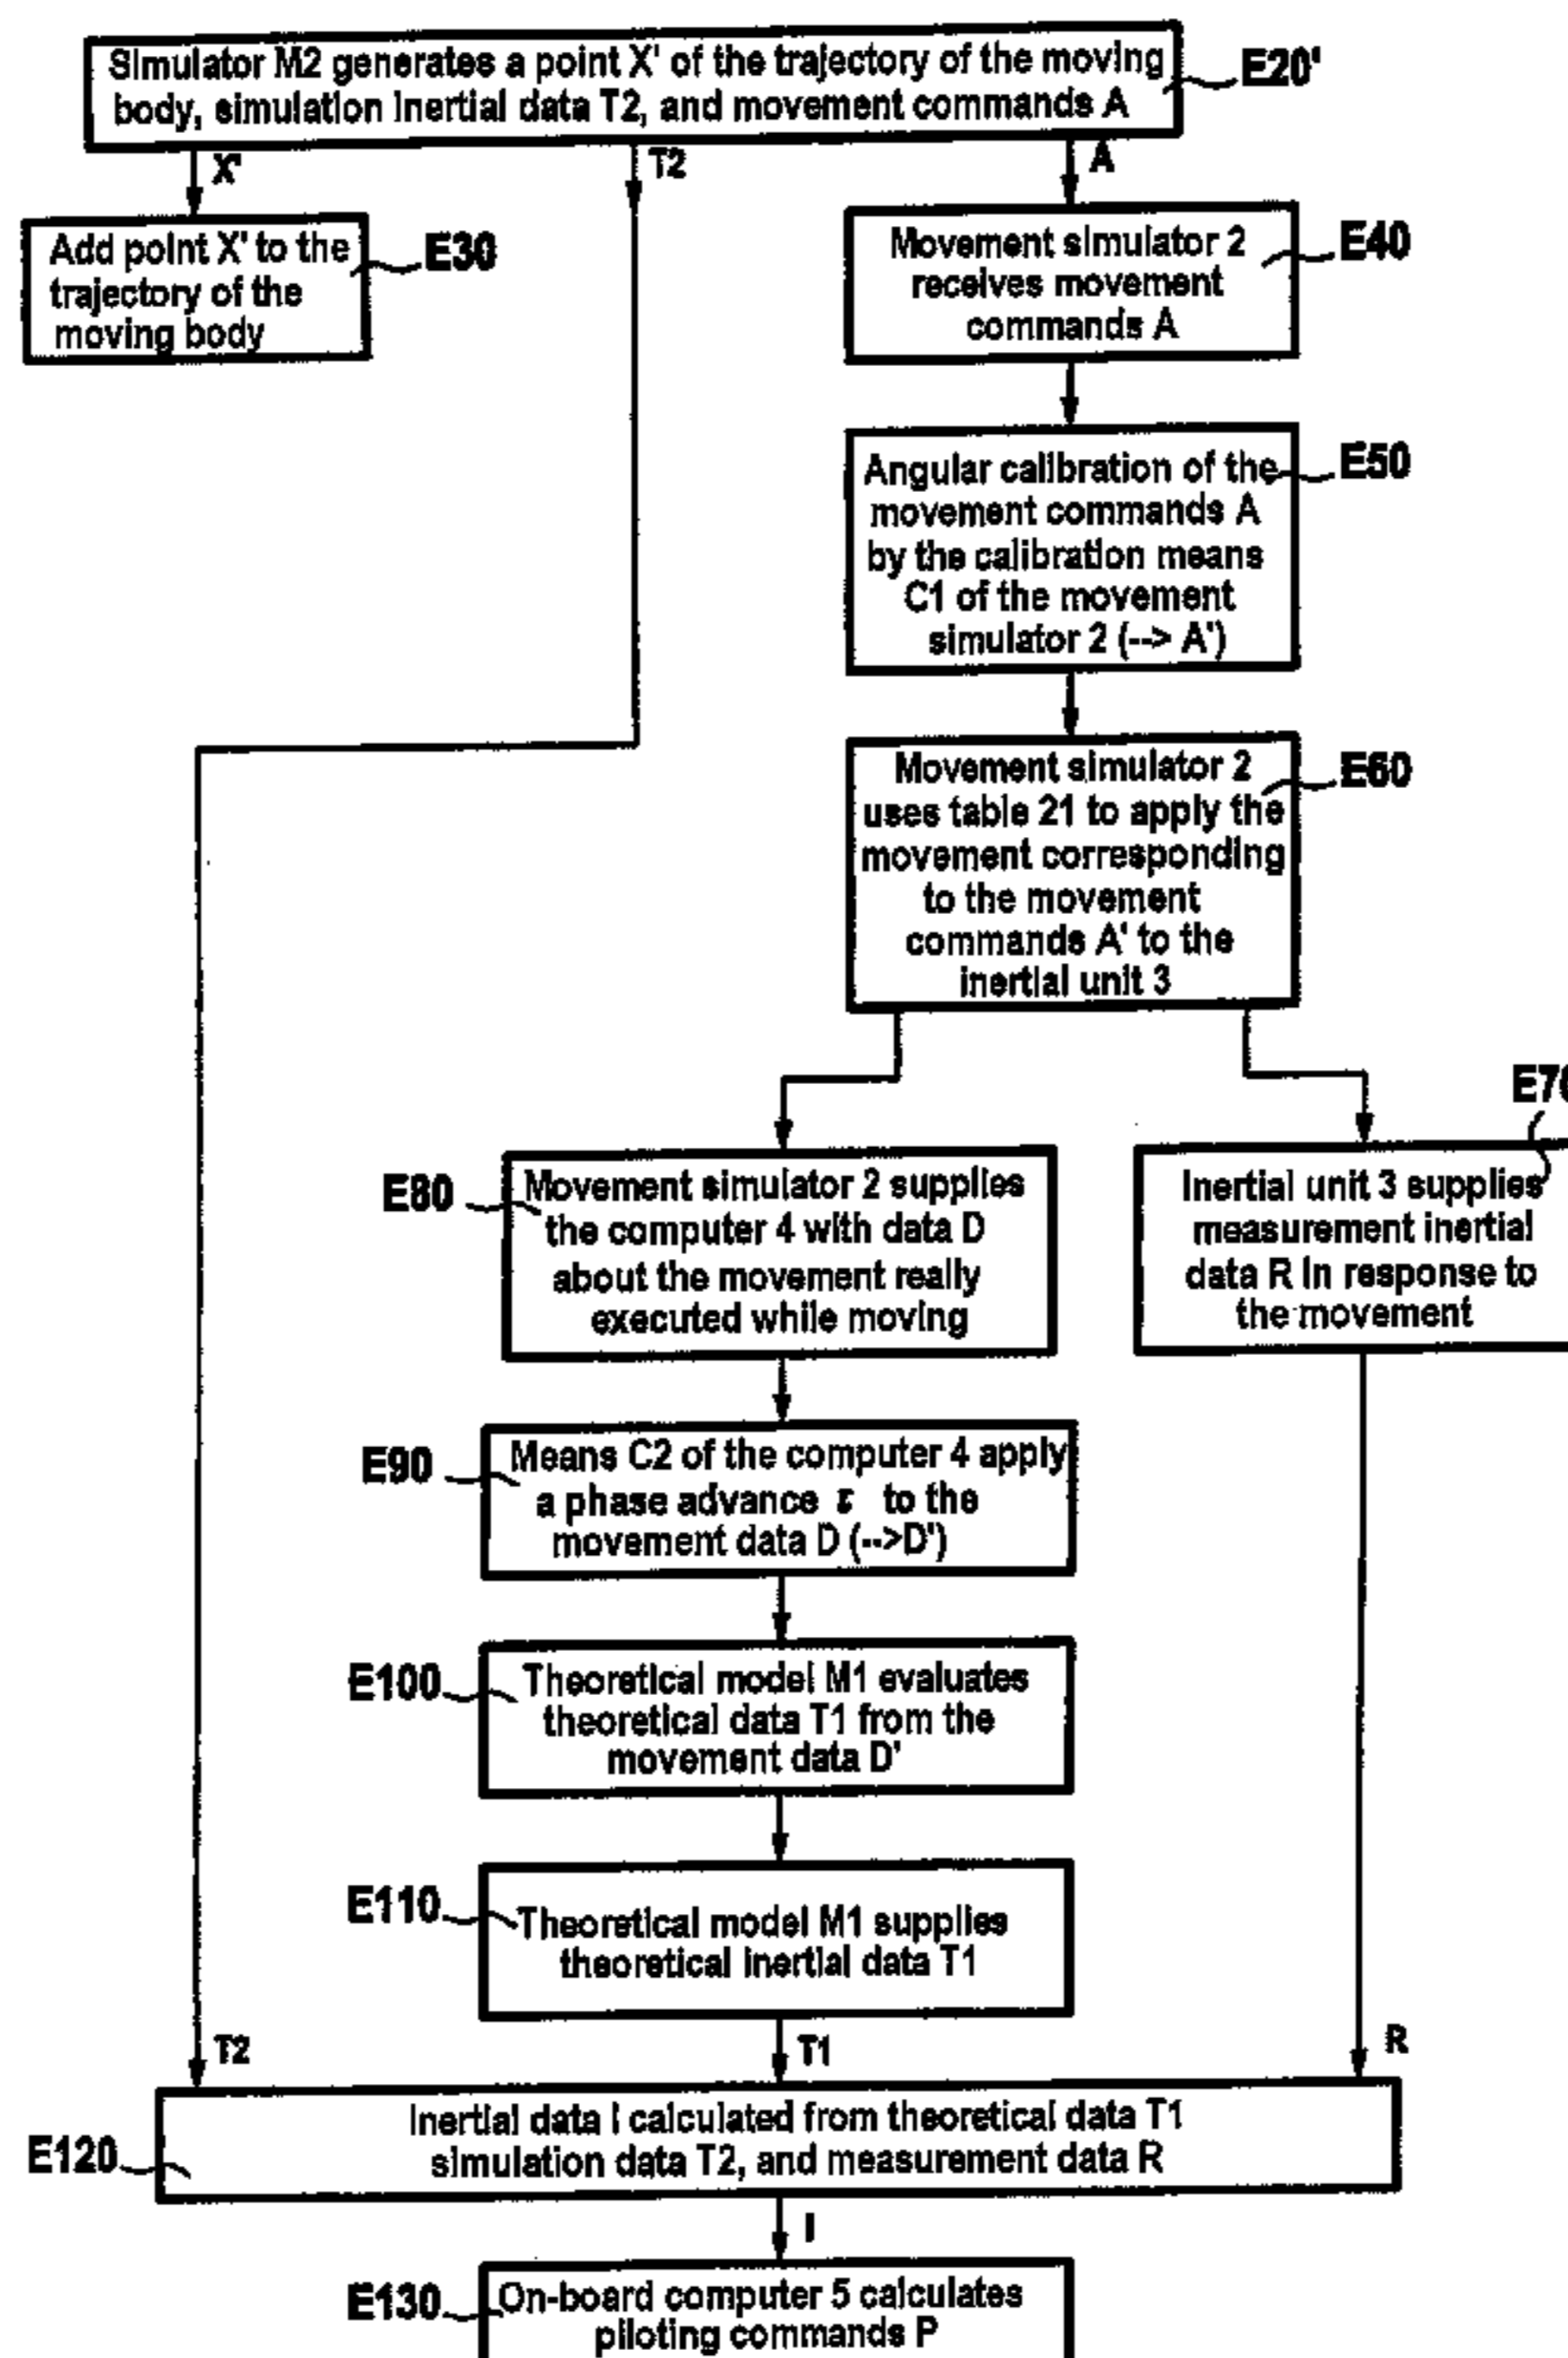 Simulator M2 generates a point X' of the trajectory of the moving
body, simulation inertial data T2, and movement commands A
E20'
X'
T2
A
Add point X' to the
trajectory of the
moving body
E30
Movement simulator 2
receives movement
commands A
E40
Angular calibration of the
movement commands A
by the calibration means
C1 of the movement
simulator 2 (--> A')
E50
Movement simulator 2
uses table 21 to apply the
movement corresponding
to the movement
commands A' to the
inertial unit 3
E60
E80
Movement simulator 2 supplies
the computer 4 with data D
about the movement really
executed while moving
E70
Inertial unit 3 supplies
measurement inertial
data R in response to
the movement
E90
Means C2 of the computer 4 apply
a phase advance ε to the
movement data D (-->D')
E100
Theoretical model M1 evaluates
theoretical data T1 from the
movement data D'
E110
Theoretical model M1 supplies
theoretical inertial data T1
T2
T1
R
E120
Inertial data I calculated from theoretical data T1
simulation data T2, and measurement data R
I
E130
On-board computer 5 calculates
piloting commands P